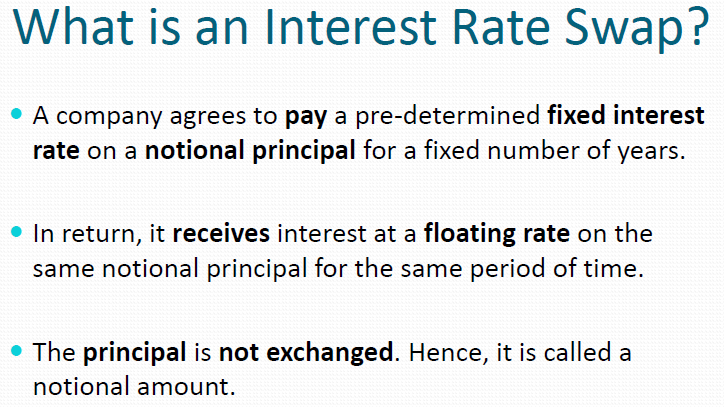 What is an Interest Rate Swap?
• A company agrees to pay a pre-determined fixed interest
rate on a notional principal for a fixed number of years.
• In return, it receives interest at a floating rate on the
same notional principal for the same period of time.
• The principal is not exchanged. Hence, it is called a
notional amount.